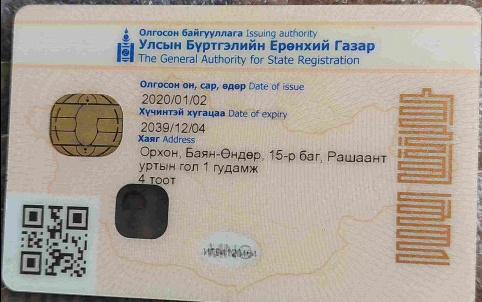 Олгосон байгууллага Issuing authority
Улсын Бүртгэлийн Ерөнхий Газар
The General Authority for State Registration
Олгосон он, сар, өдөр Date of issue
2020/01/02
Хүчинтэй хугацаа Date of expiry
2039/12/04
Хаяг Address
Орхон, Баян-Өндөр, 15-р баг, Рашаант
уртын гол 1 гудамж
4 тоот